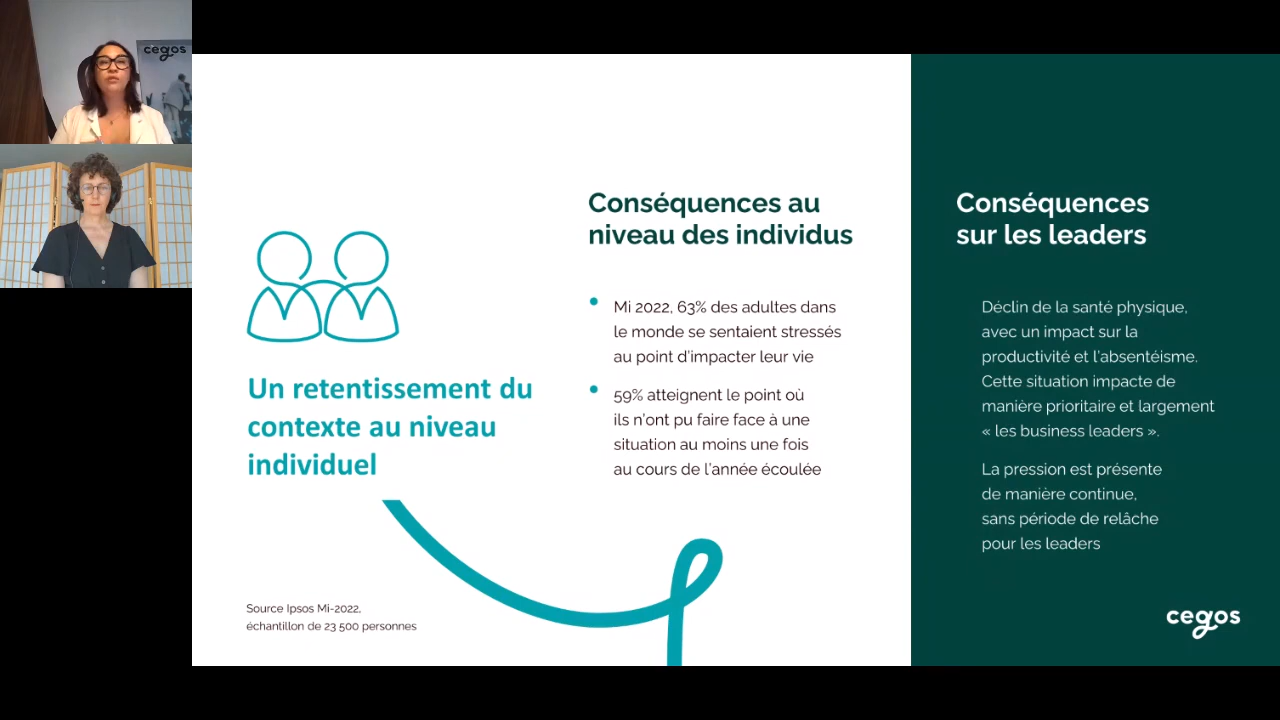 cegos
Un retentissement du
contexte au niveau
individuel
Source Ipsos Mi-2022,
échantillon de 23 500 personnes
Conséquences au
niveau des individus
Mi 2022, 63% des adultes dans
le monde se sentaient stressés
au point d'impacter leur vie
59% atteignent le point où
ils n'ont pu faire face à une
situation au moins une fois
au cours de l'année écoulée
Conséquences
sur les leaders
Déclin de la santé physique,
avec un impact sur la
productivité et l'absentéisme.
Cette situation impacte de
manière prioritaire et largement
« les business leaders ».
La pression est présente
de manière continue,
sans période de relâche
pour les leaders
cegos